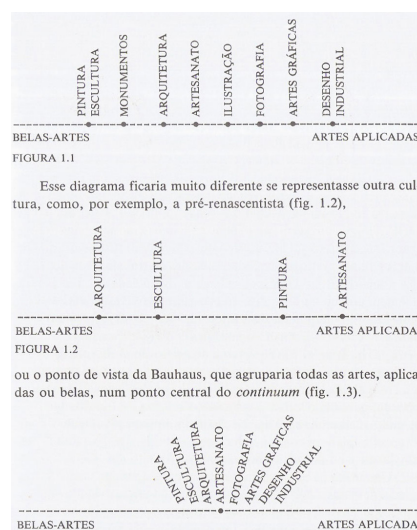 PINTURA
ESCULTURA
MONUMENTOS
ARQUITETURA
ARTESANATO
ILUSTRAÇÃO
FOTOGRAFIA
ARTES GRÁFICAS
DESENHO
INDUSTRIAL
BELAS-ARTES ARTES APLICADAS
FIGURA 1.1
Esse diagrama ficaria muito diferente se representasse outra cul
tura, como, por exemplo, a pré-renascentista (fig. 1.2),
ARQUITETURA
ESCULTURA
PINTURA
ARTESANATO
BELAS-ARTES ARTES APLICADA
FIGURA 1.2
ou o ponto de vista da Bauhaus, que agruparia todas as artes, aplica
das ou belas, num ponto central do continuum (fig. 1.3).
PINTURA
ESCULTURA
ARQUITETURA
ARTESANATO
FOTOGRAFIA
ARTES GRÁFICAS
DESENHO
INDUSTRIAL
BELAS-ARTES ARTES APLICADA